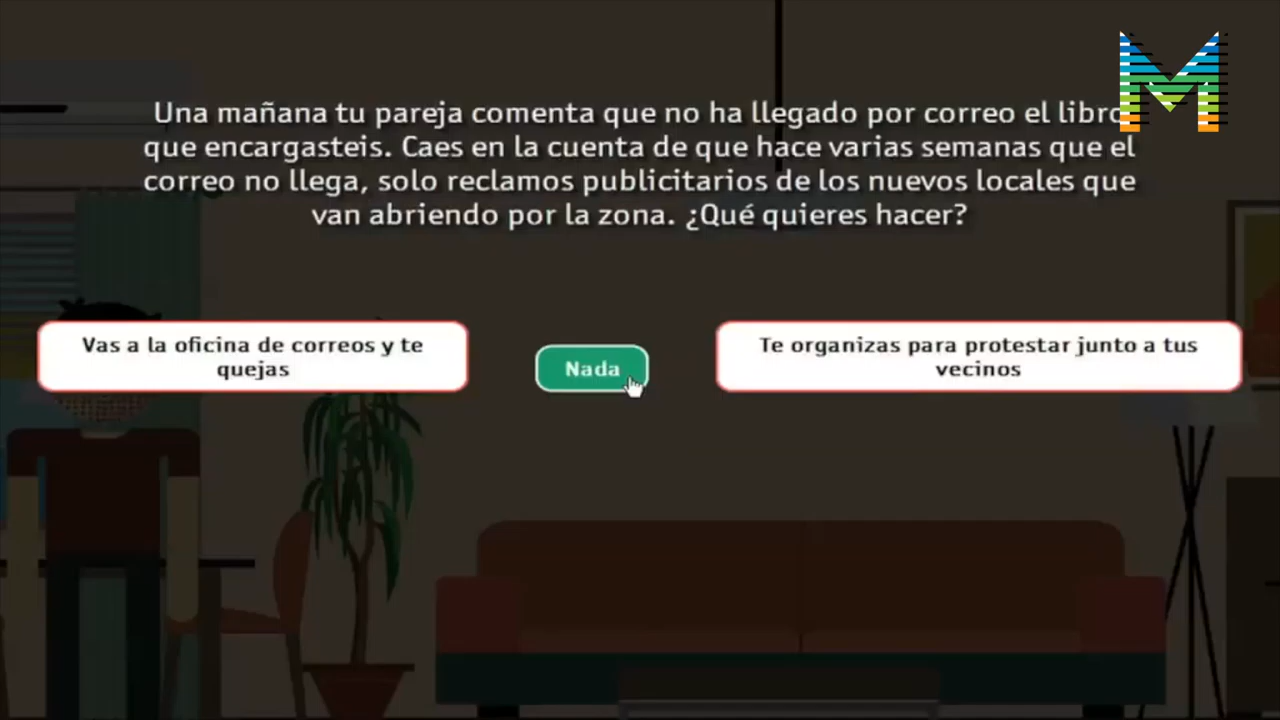 Una mañana tu pareja comenta que no ha llegado por correo el libro
que encargasteis. Caes en la cuenta de que hace varias semanas que el
correo no llega, solo reclamos publicitarios de los nuevos locales que
van abriendo por la zona. ¿Qué quieres hacer?
Vas a la oficina de correos y te
quejas
Nada
Te organizas para protestar junto a tus
vecinos
M